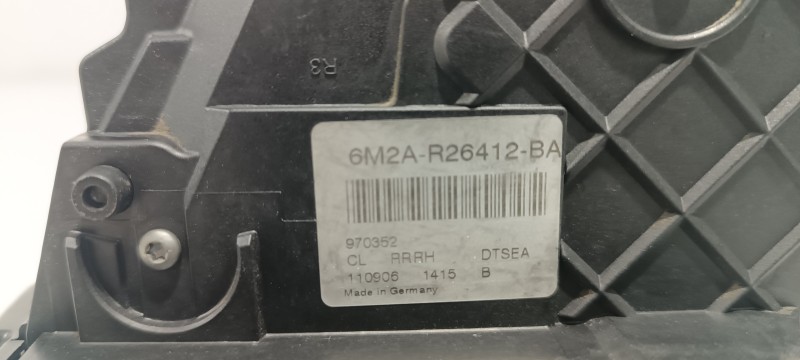 R3
6M2A-R26412-BA
970352
CL RRRH DTSEA
110906 1415 B
Made in Germany